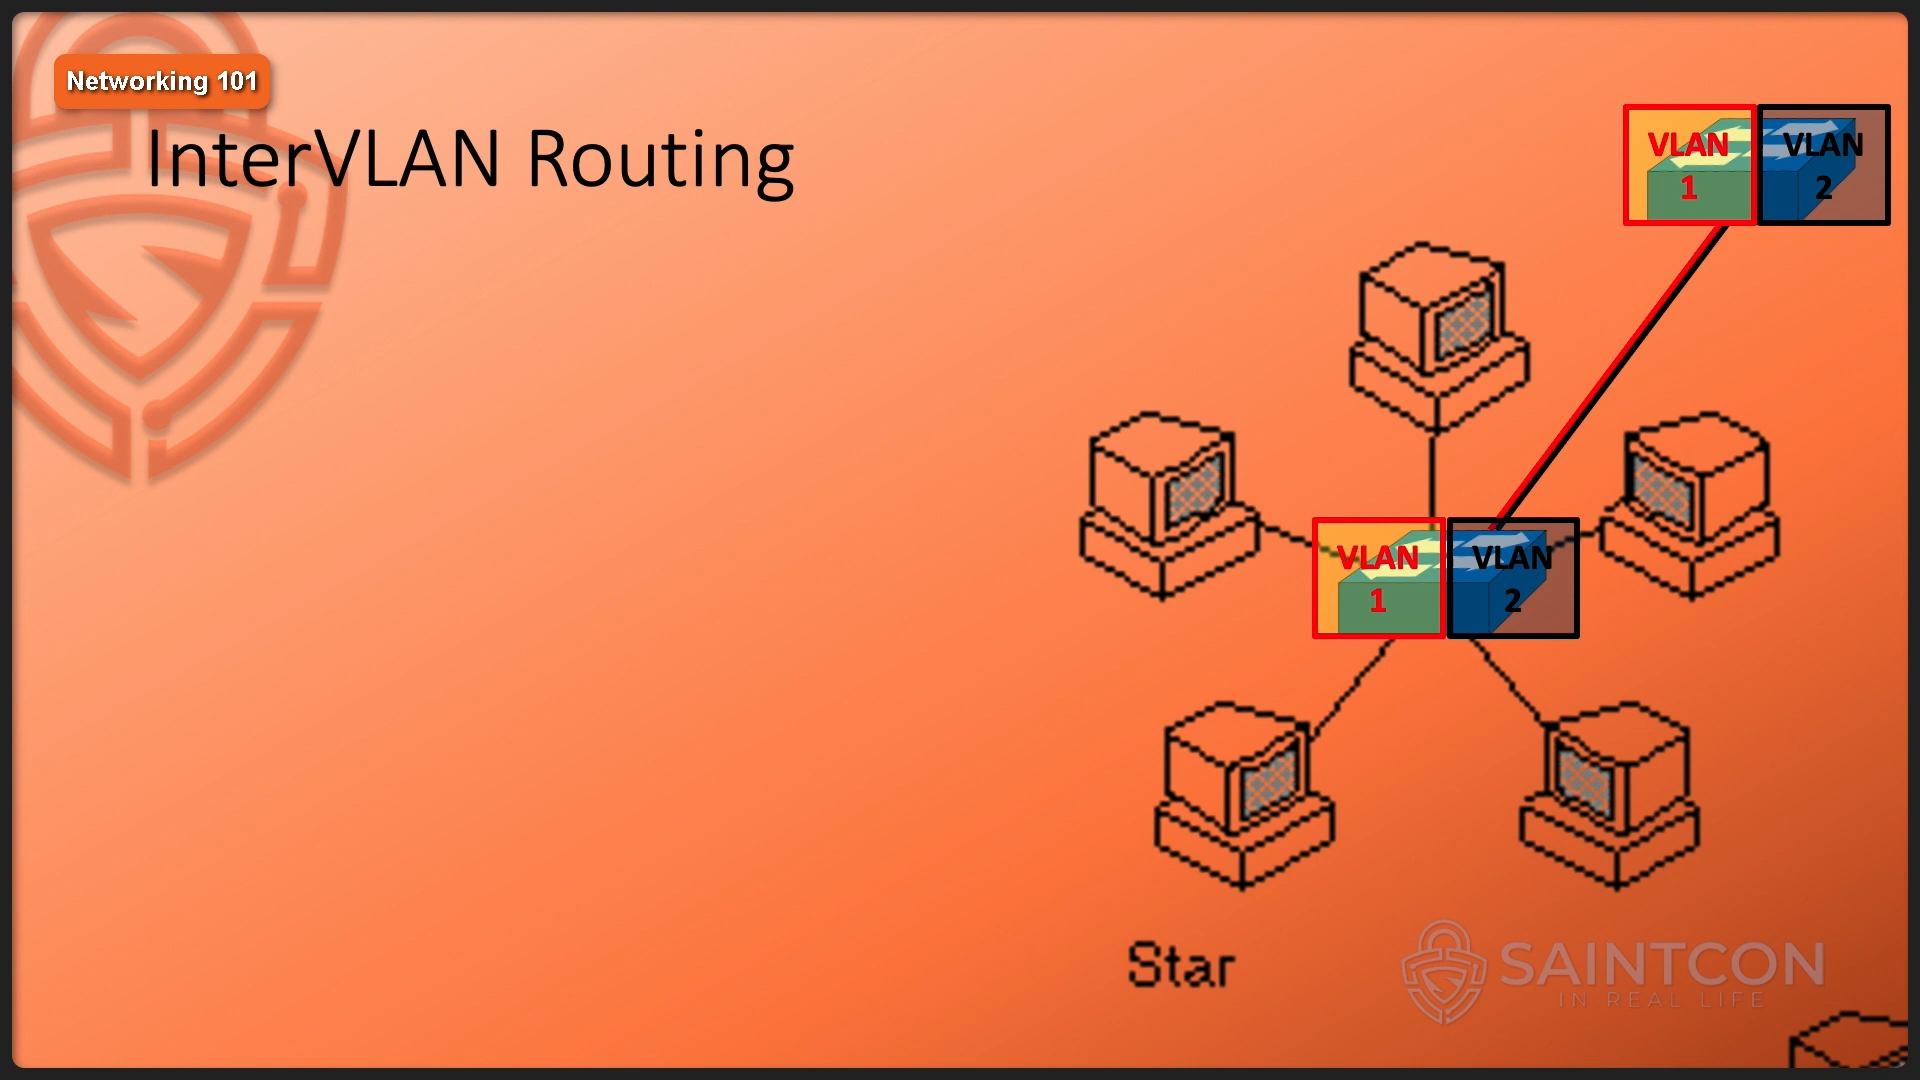 Networking 101
InterVLAN Routing
VLAN
1
VLAN
2
VLAN
1
VLAN
2
Star
SAINTCON
IN REAL LIFE